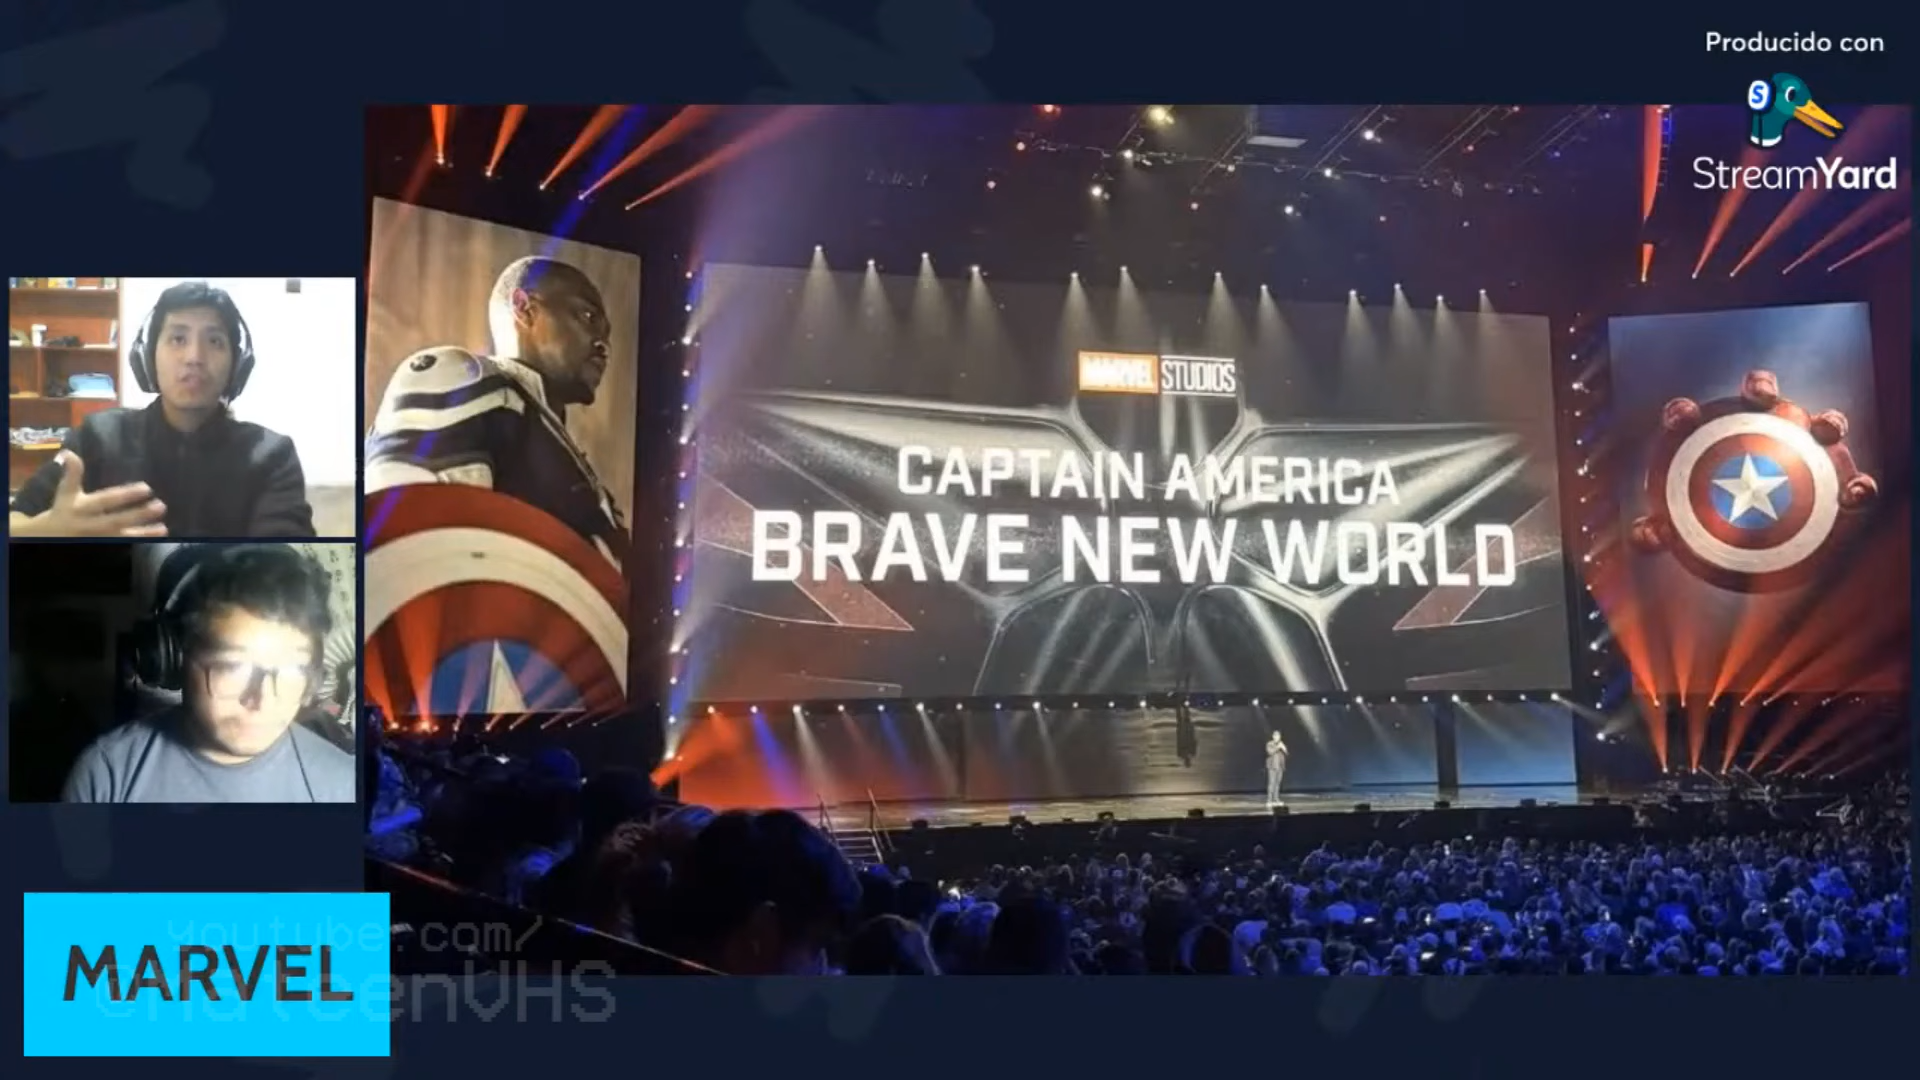 Producido con
S
StreamYard
MARVEL STUDIOS
CAPTAIN AMERICA
BRAVE NEW WORLD
youtube.com/
MARVEL